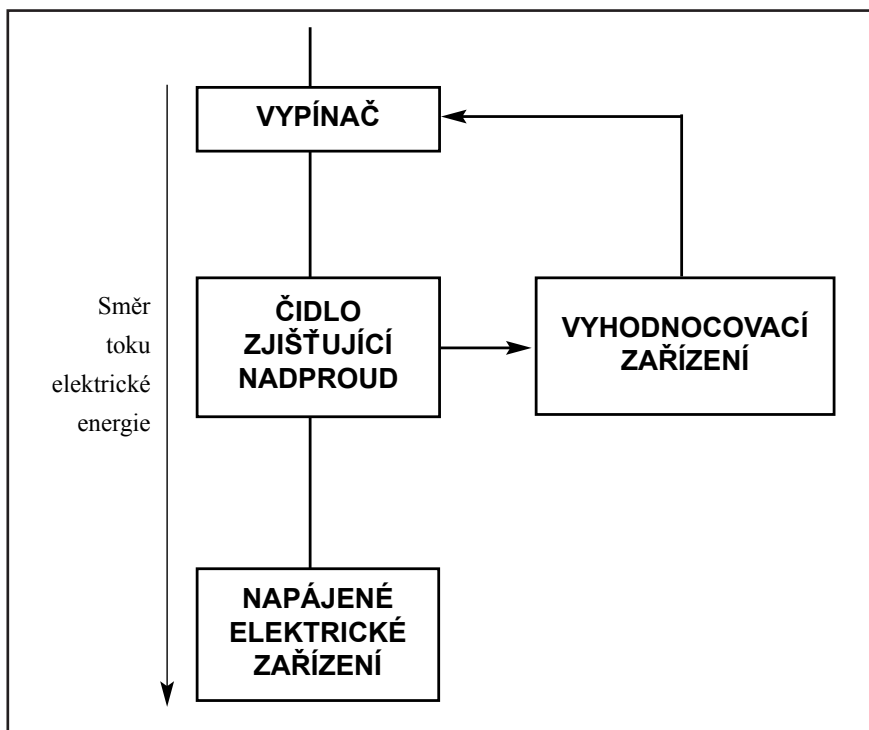 VYPÍNAČ
Směr
toku
elektrické
energie
ČIDLO
ZJIŠŤUJÍCÍ
NADPROUD
VYHODNOCOVACÍ
ZAŘÍZENÍ
NAPÁJENÉ
ELEKTRICKÉ
ZAŘÍZENÍ